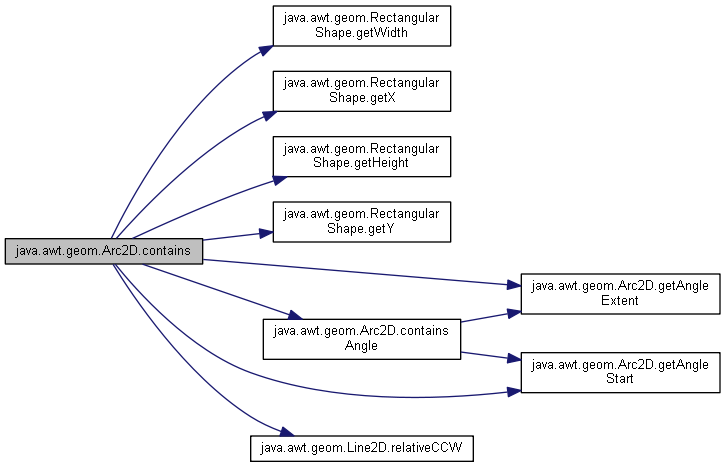 java.awt.geom.Rectangular
Shape.getWidth
java.awt.geom.Rectangular
Shape.getX
java.awt.geom.Rectangular
Shape.getHeight
java.awt.geom.Rectangular
Shape.getY
java.awt.geom.Arc2D.contains
java.awt.geom.Arc2D.getAngle
Extent
java.awt.geom.Arc2D.contains
Angle
java.awt.geom.Arc2D.getAngle
Start
java.awt.geom.Line2D.relativeCCW